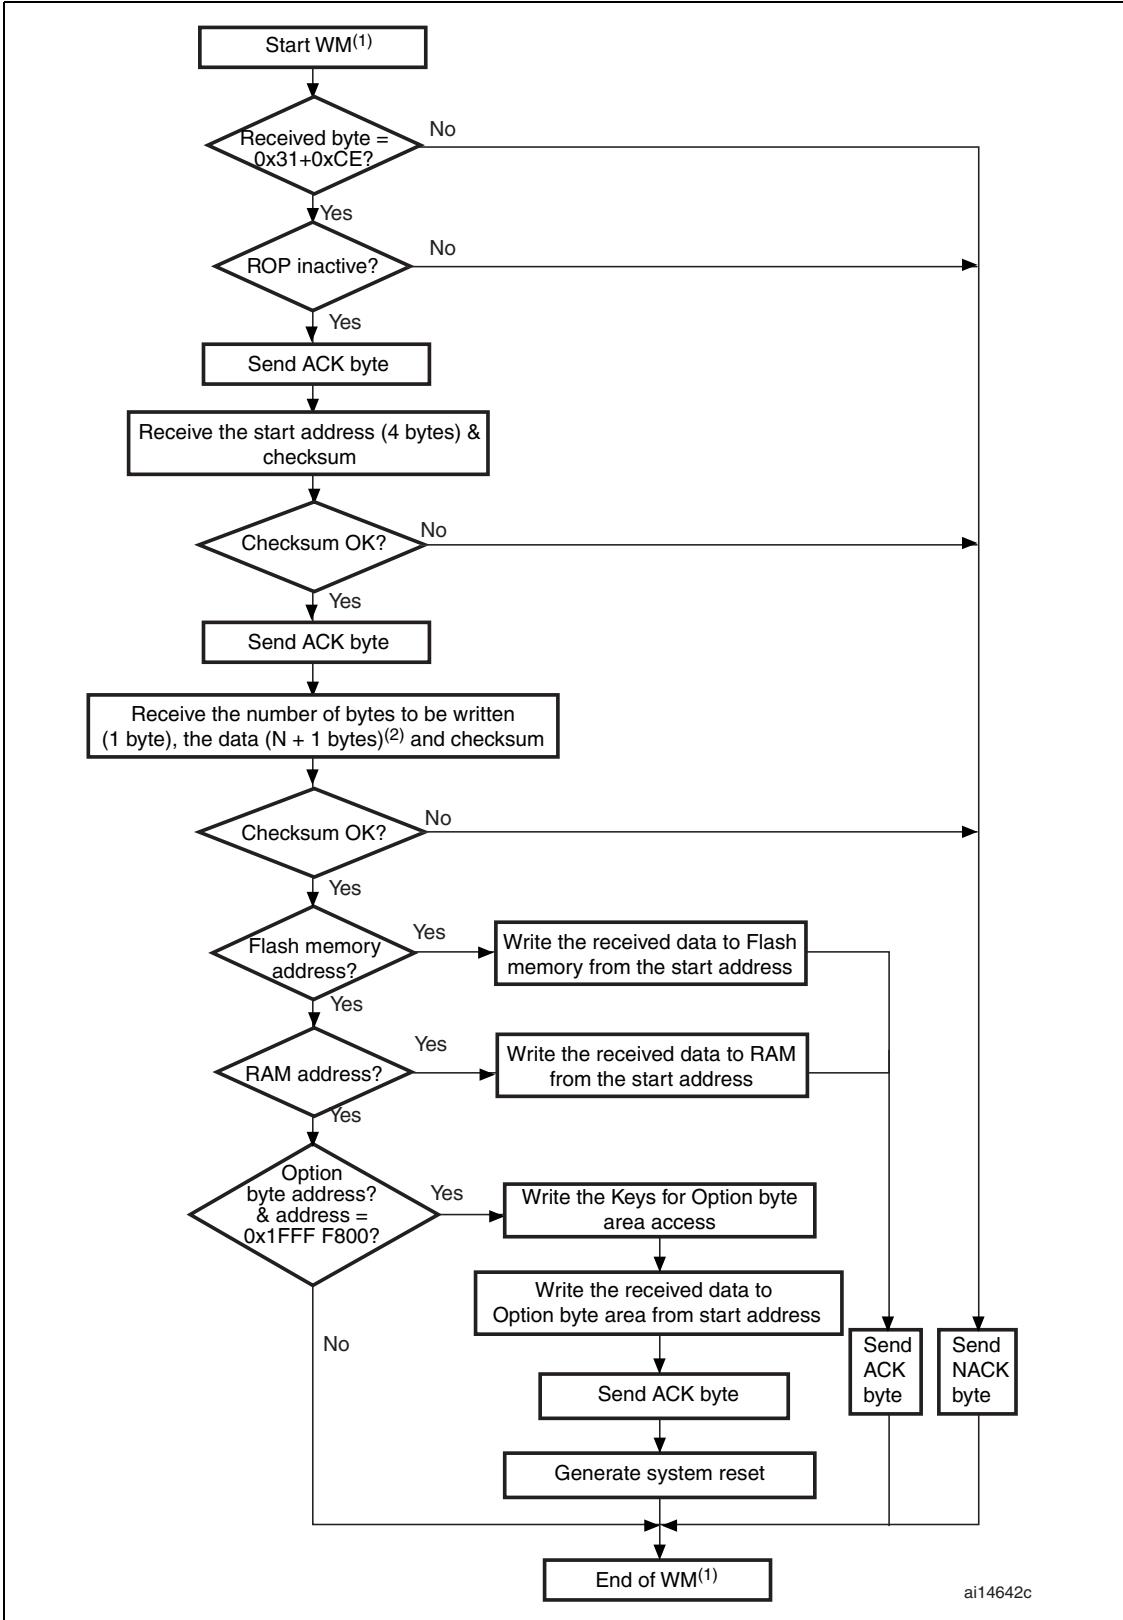 Start WM(1)
Received byte =
0x31+0xCE?
No
Yes
ROP inactive?
No
Yes
Send ACK byte
Receive the start address (4 bytes) &
checksum
Checksum OK?
No
Yes
Send ACK byte
Receive the number of bytes to be written
(1 byte), the data (N + 1 bytes)(2) and checksum
Checksum OK?
No
Yes
Flash memory
address?
Yes
Write the received data to Flash
memory from the start address
Yes
RAM address?
Yes
Write the received data to RAM
from the start address
Yes
Option
byte address?
& address =
0x1FFF F800?
Yes
Write the Keys for Option byte
area access
Write the received data to
Option byte area from start address
No
Send
ACK
byte
Send
NACK
byte
Send ACK byte
Generate system reset
End of WM(1)
ai14642c